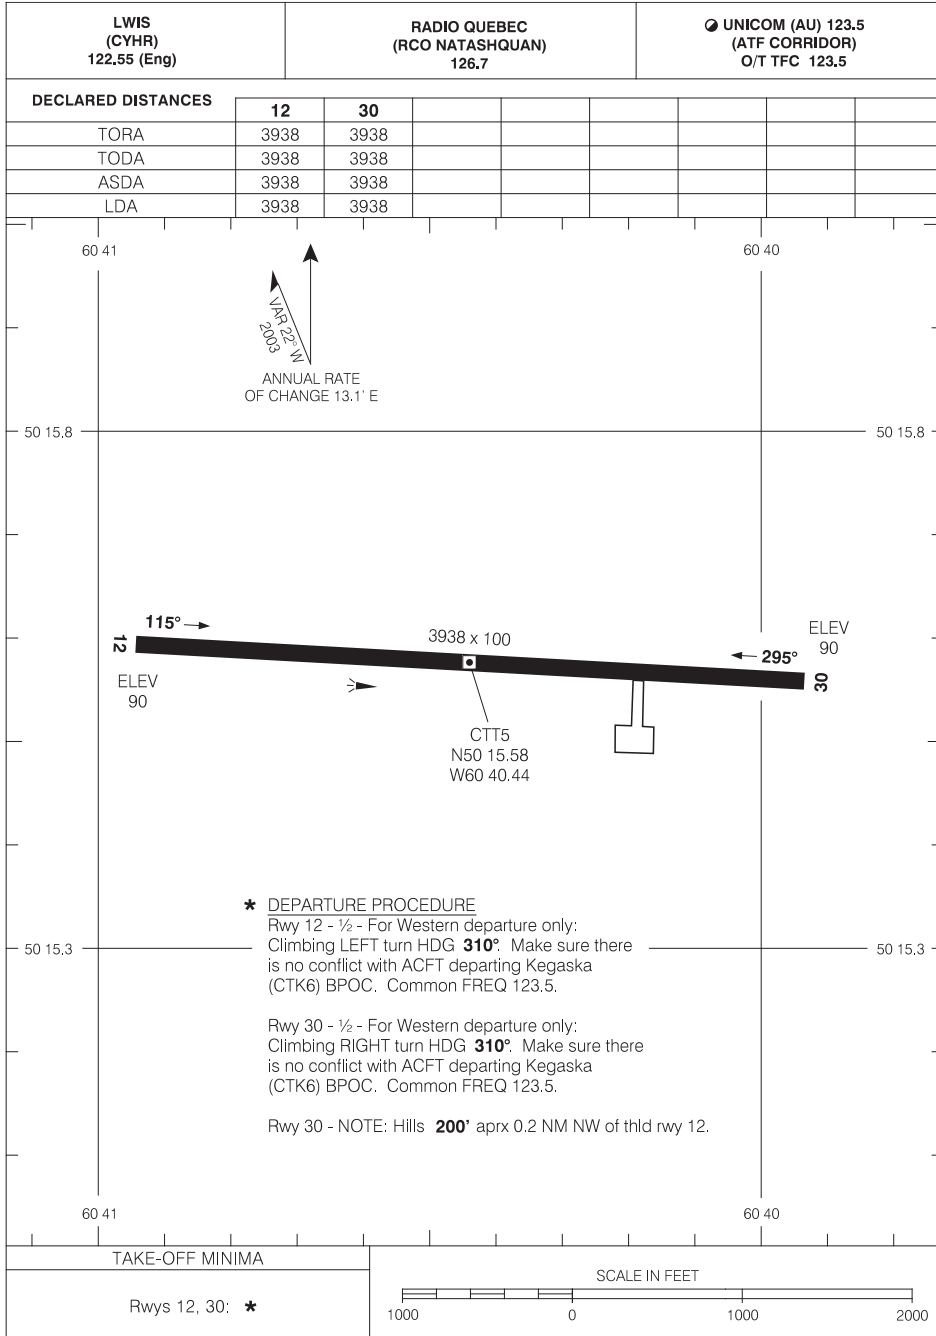 LWIS
(CYHR)
122.55 (Eng)
RADIO QUEBEC
(RCO NATASHQUAN)
126.7
UNICOM (AU) 123.5
(ATF CORRIDOR)
O/T TFC 123.5
DECLARED DISTANCES 12 30
TORA 3938 3938
TODA 3938 3938
ASDA 3938 3938
LDA 3938 3938
60 41 60 40
VAR 22° W
2003
ANNUAL RATE
OF CHANGE 13.1' E
50 15.8 50 15.8
115°
12
ELEV
90
3938 x 100
295°
ELEV
90
30
CTT5
N50 15.58
W60 40.44
* DEPARTURE PROCEDURE
Rwy 12 - ½ - For Western departure only:
Climbing LEFT turn HDG 310°. Make sure there
is no conflict with ACFT departing Kegaska
(CTK6) BPOC. Common FREQ 123.5.
50 15.3 50 15.3
Rwy 30 - ½ - For Western departure only:
Climbing RIGHT turn HDG 310°. Make sure there
is no conflict with ACFT departing Kegaska
(CTK6) BPOC. Common FREQ 123.5.
Rwy 30 - NOTE: Hills 200' aprx 0.2 NM NW of thld rwy 12.
60 41 60 40
TAKE-OFF MINIMA
Rwys 12, 30: *
SCALE IN FEET
1000 0 1000 2000